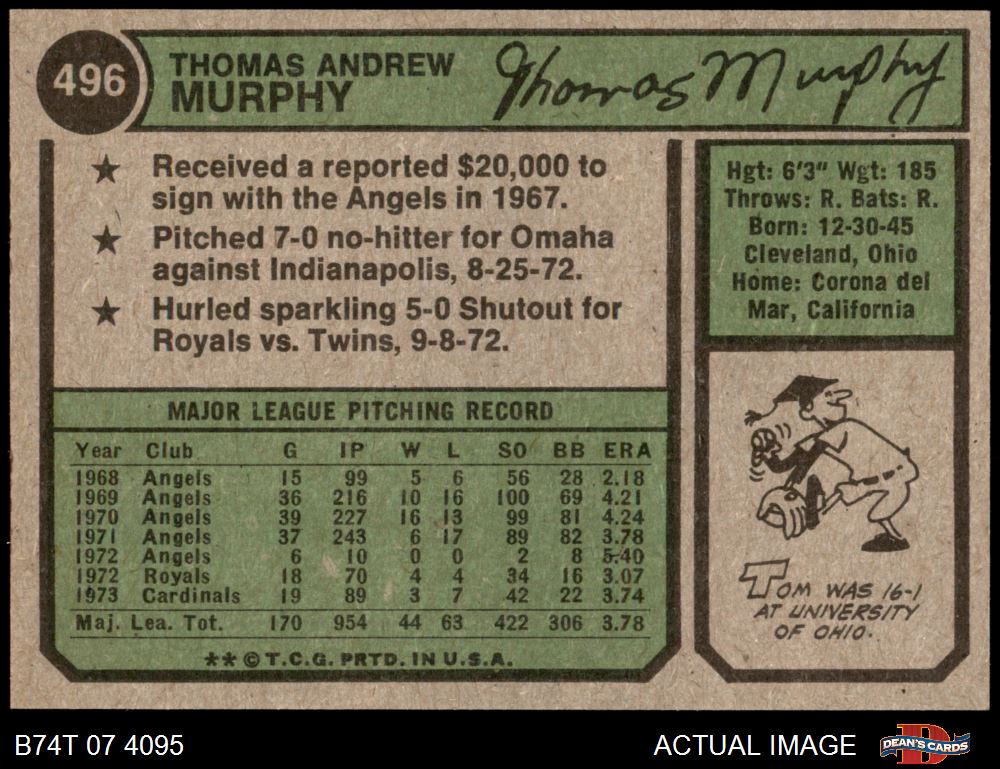 496
THOMAS ANDREW
MURPHY
Thomas Murphy
★ Received a reported $20,000 to
sign with the Angels in 1967.
★ Pitched 7-0 no-hitter for Omaha
against Indianapolis, 8-25-72.
★ Hurled sparkling 5-0 Shutout for
Royals vs. Twins, 9-8-72.
Hgt: 6'3" Wgt: 185
Throws: R. Bats: R.
Born: 12-30-45
Cleveland, Ohio
Home: Corona del
Mar, California
MAJOR LEAGUE PITCHING RECORD
Year Club G IP W L SO BB ERA
1968 Angels 15 99 5 6 56 28 2.18
1969 Angels 36 216 10 16 100 69 4.21
1970 Angels 39 227 16 13 99 81 4.24
1971 Angels 37 243 6 17 89 82 3.78
1972 Angels 6 10 0 0 2 8 5.40
1972 Royals 18 70 4 4 34 16 3.07
1973 Cardinals 19 89 3 7 42 22 3.74
Maj. Lea. Tot. 170 954 44 63 422 306 3.78
** © T.C.G. PRTD. IN U.S.A.
TOM WAS 16-1
AT UNIVERSITY
OF OHIO.
B74T 07 4095
ACTUAL IMAGE
DEAN'S CARDS